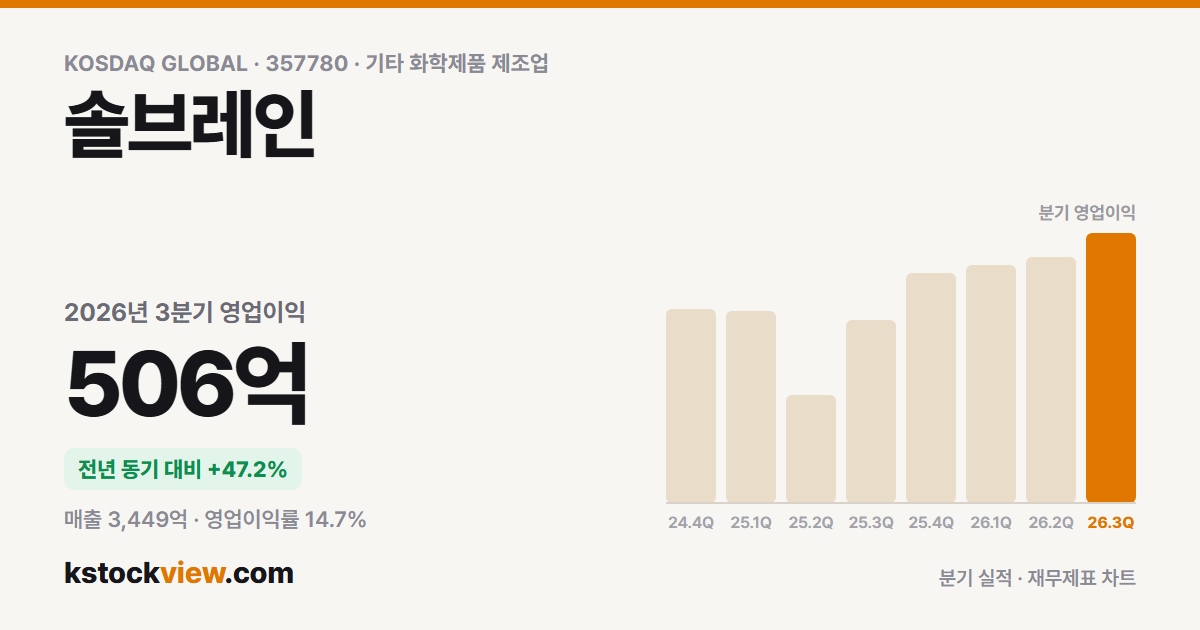 KOSDAQ GLOBAL · 357780 · 기타 화학제품 제조업
솔브레인
분기 영업이익
2026년 3분기 영업이익
506억
전년 동기 대비 +47.2%
매출 3,449억 · 영업이익률 14.7%
24.4Q 25.1Q 25.2Q 25.3Q 25.4Q 26.1Q 26.2Q 26.3Q
kstockview.com
분기 실적 · 재무제표 차트